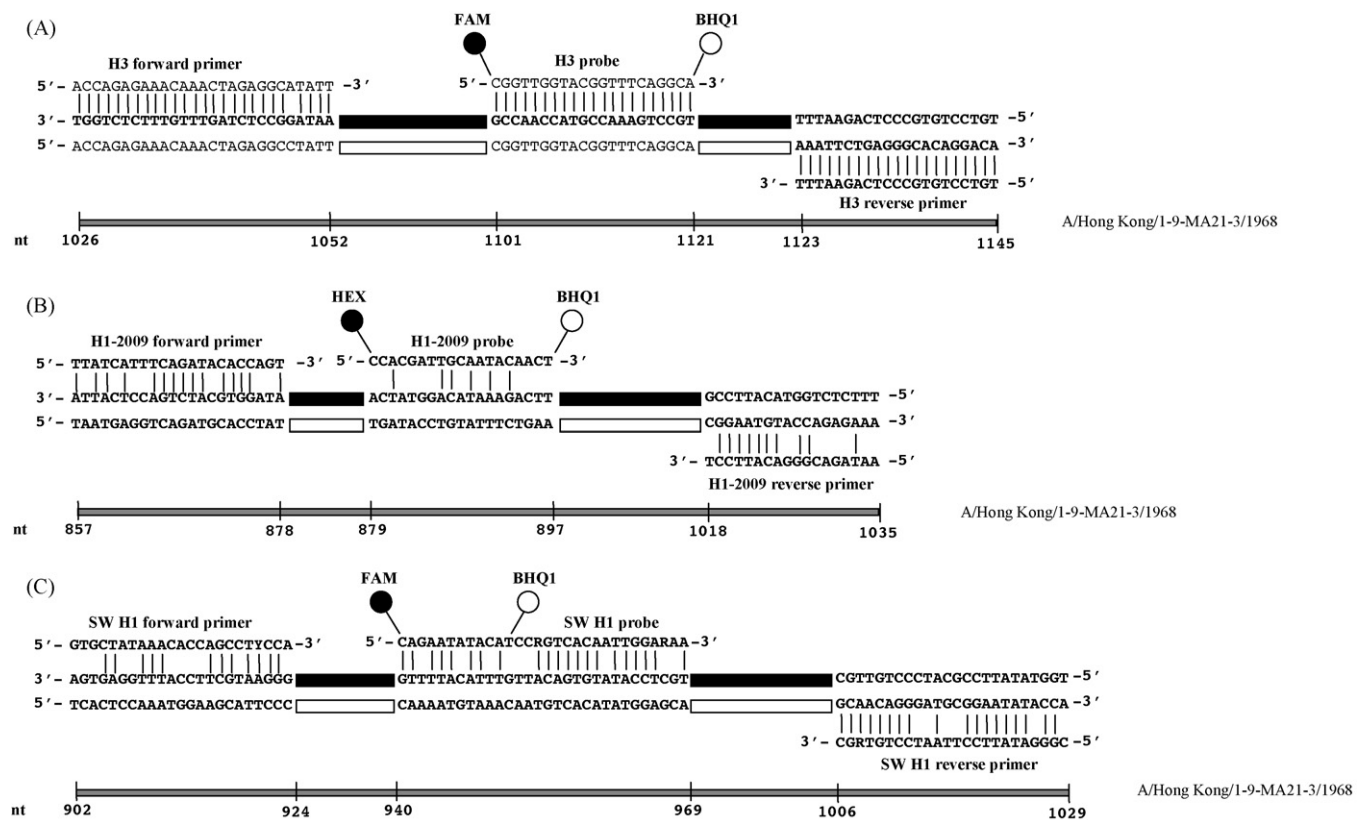 (A)
FAM
BHQ1
H3 forward primer
H3 probe
5′- ACCAGAGAAACAAACTAGAGGCATATT -3′
5′- CGGTTGGTACGGTTTCAGGCA -3′
3′- TGGTCTCTTTGTTTGATCTCCGGATAA GCCAACCATGCCAAAGTCCGT TTTAAGACTCCCGTGTCCTGT -5′
5′- ACCAGAGAAACAAACTAGAGGCCTATT CGGTTGGTACGGTTTCAGGCA AAATTCTGAGGGCACAGGACA -3′
3′- TTTAAGACTCCCGTGTCCTGT -5′
H3 reverse primer
A/Hong Kong/1-9-MA21-3/1968
nt 1026 1052 1101 1121 1123 1145
(B)
HEX
BHQ1
H1-2009 forward primer
H1-2009 probe
5′- TTATCATTTCAGATACACCAGT -3′
5′- CCACGATTGCAATACAACT -3′
3′- ATTACTCCAGTCTACGTGGATA ACTATGGACATAAAGACTT GCCTTACATGGTCTCTTT -5′
5′- TAATGAGGTCAGATGCACCTAT TGATACCTGTATTTCTGAA CGGAATGTACCAGAGAAA -3′
3′- TCCTTACAGGGCAGATAA -5′
H1-2009 reverse primer
A/Hong Kong/1-9-MA21-3/1968
nt 857 878 879 897 1018 1035
(C)
FAM
BHQ1
SW H1 forward primer
SW H1 probe
5′- GTGCTATAAACACCAGCCTYCCA -3′
5′- CAGAATATACATCCRGTCACAATTGGARAA -3′
3′- AGTGAGGTTTACCTTCGTAAGGG GTTTTACATTTGTTACAGTGTATACCTCGT CGTTGTCCCTACGCCTTATATGGT -5′
5′- TCACTCCAAATGGAAGCATTCCC CAAAATGTAAACAATGTCACATATGGAGCA GCAACAGGGATGCGGAATATACCA -3′
3′- CGRTGTCCTAATTCCTTATAGGGC -5′
SW H1 reverse primer
A/Hong Kong/1-9-MA21-3/1968
nt 902 924 940 969 1006 1029